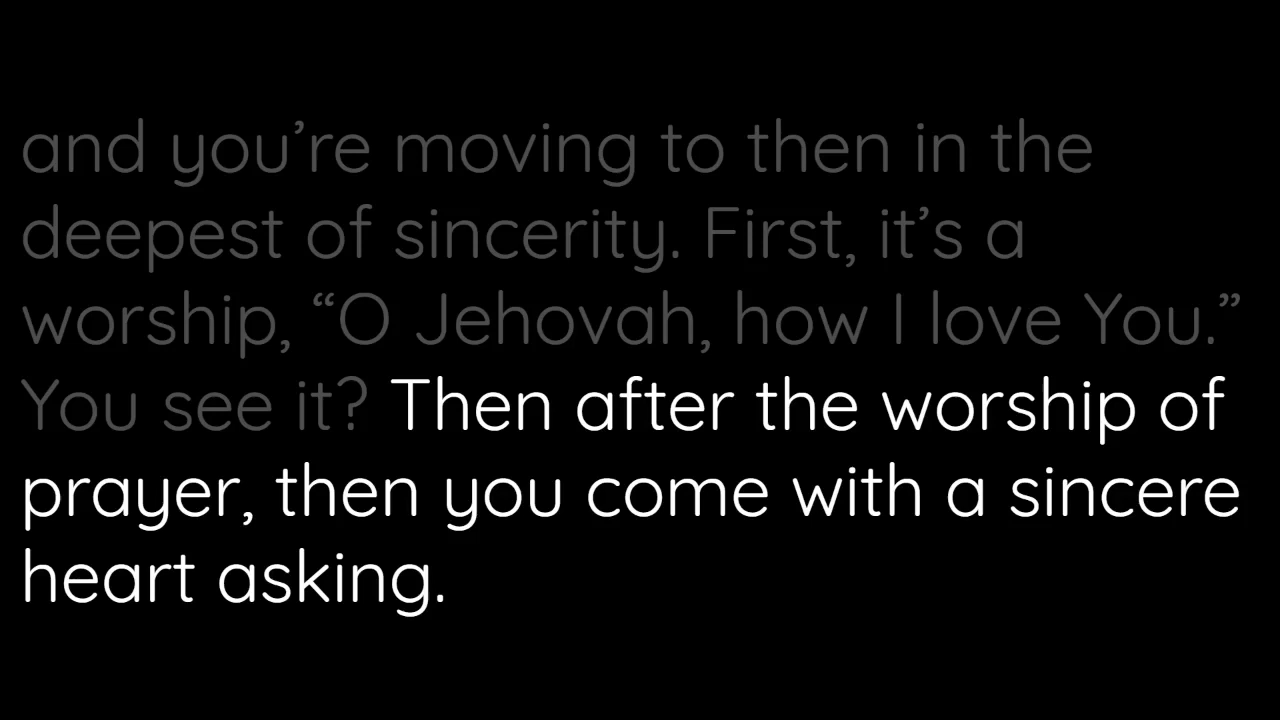 and you’re moving to then in the
deepest of sincerity. First, it’s a
worship, “O Jehovah, how I love You.”
You see it? Then after the worship of
prayer, then you come with a sincere
heart asking.